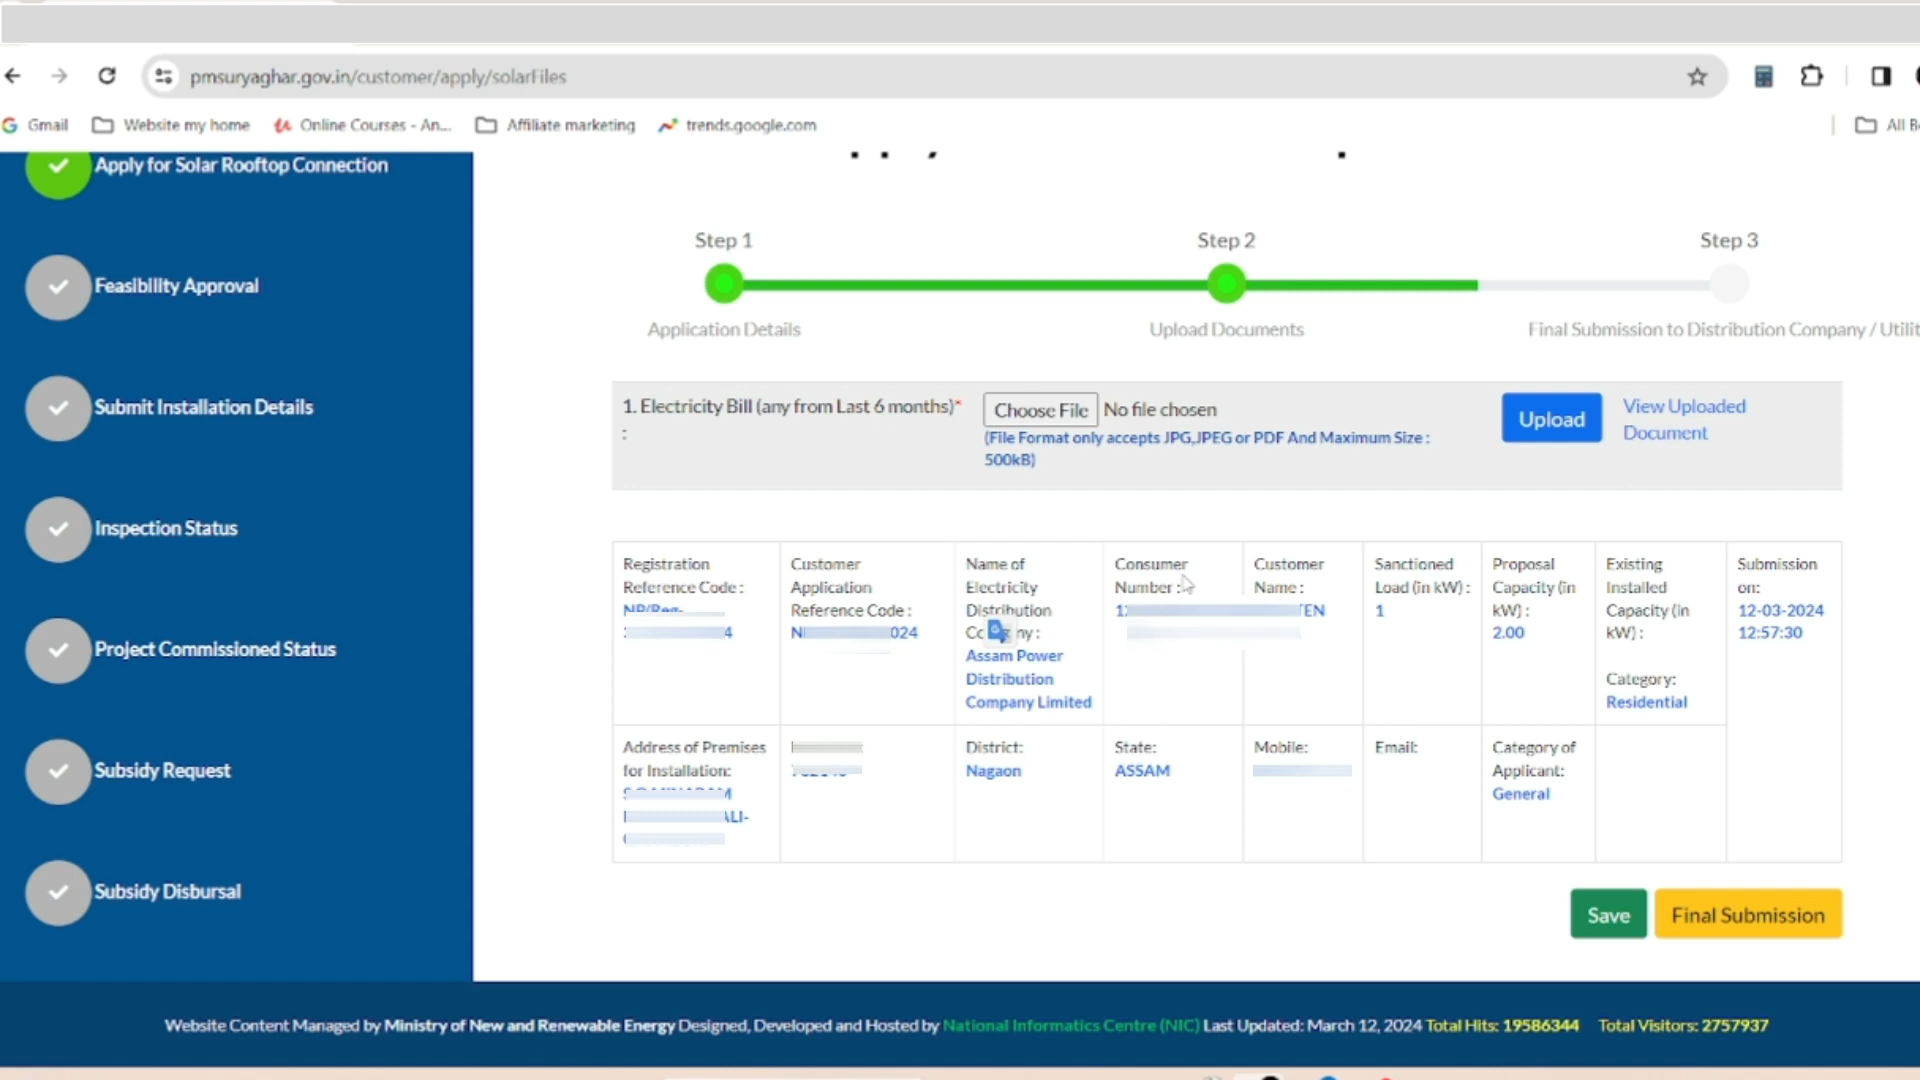 pmsuryaghar.gov.in/customer/apply/solarFiles
Gmail
Website my home
Online Courses - An...
Affiliate marketing
trends.google.com
Apply for Solar Rooftop Connection
Feasibility Approval
Submit Installation Details
Inspection Status
Project Commissioned Status
Subsidy Request
Subsidy Disbursal
Step 1
Step 2
Step 3
Application Details
Upload Documents
Final Submission to Distribution Company /
1. Electricity Bill (any from Last 6 months)*
:
Choose File No file chosen
(File Format only accepts JPG,JPEG or PDF And Maximum Size :
500kB)
Upload
View Uploaded
Document
Registration
Reference Code :
NP/Reg-
4
Customer
Application
Reference Code :
N 024
Name of
Electricity
Distribution
Assam Power
Distribution
Company Limited
Consumer
Number :
Customer
Name :
TEN
Sanctioned
Load (in kW) :
1
Proposal
Capacity (in
kW) :
2.00
Existing
Installed
Capacity (in
kW) :
Category:
Residential
Submission
on:
12-03-2024
12:57:30
Address of Premises
for Installation:
District:
Nagaon
State:
ASSAM
Mobile:
Email:
Category of
Applicant:
General
Save
Final Submission
Website Content Managed by Ministry of New and Renewable Energy Designed, Developed and Hosted by National Informatics Centre (NIC) Last Updated: March 12, 2024 Total Hits: 19586344 Total Visitors: 2757937